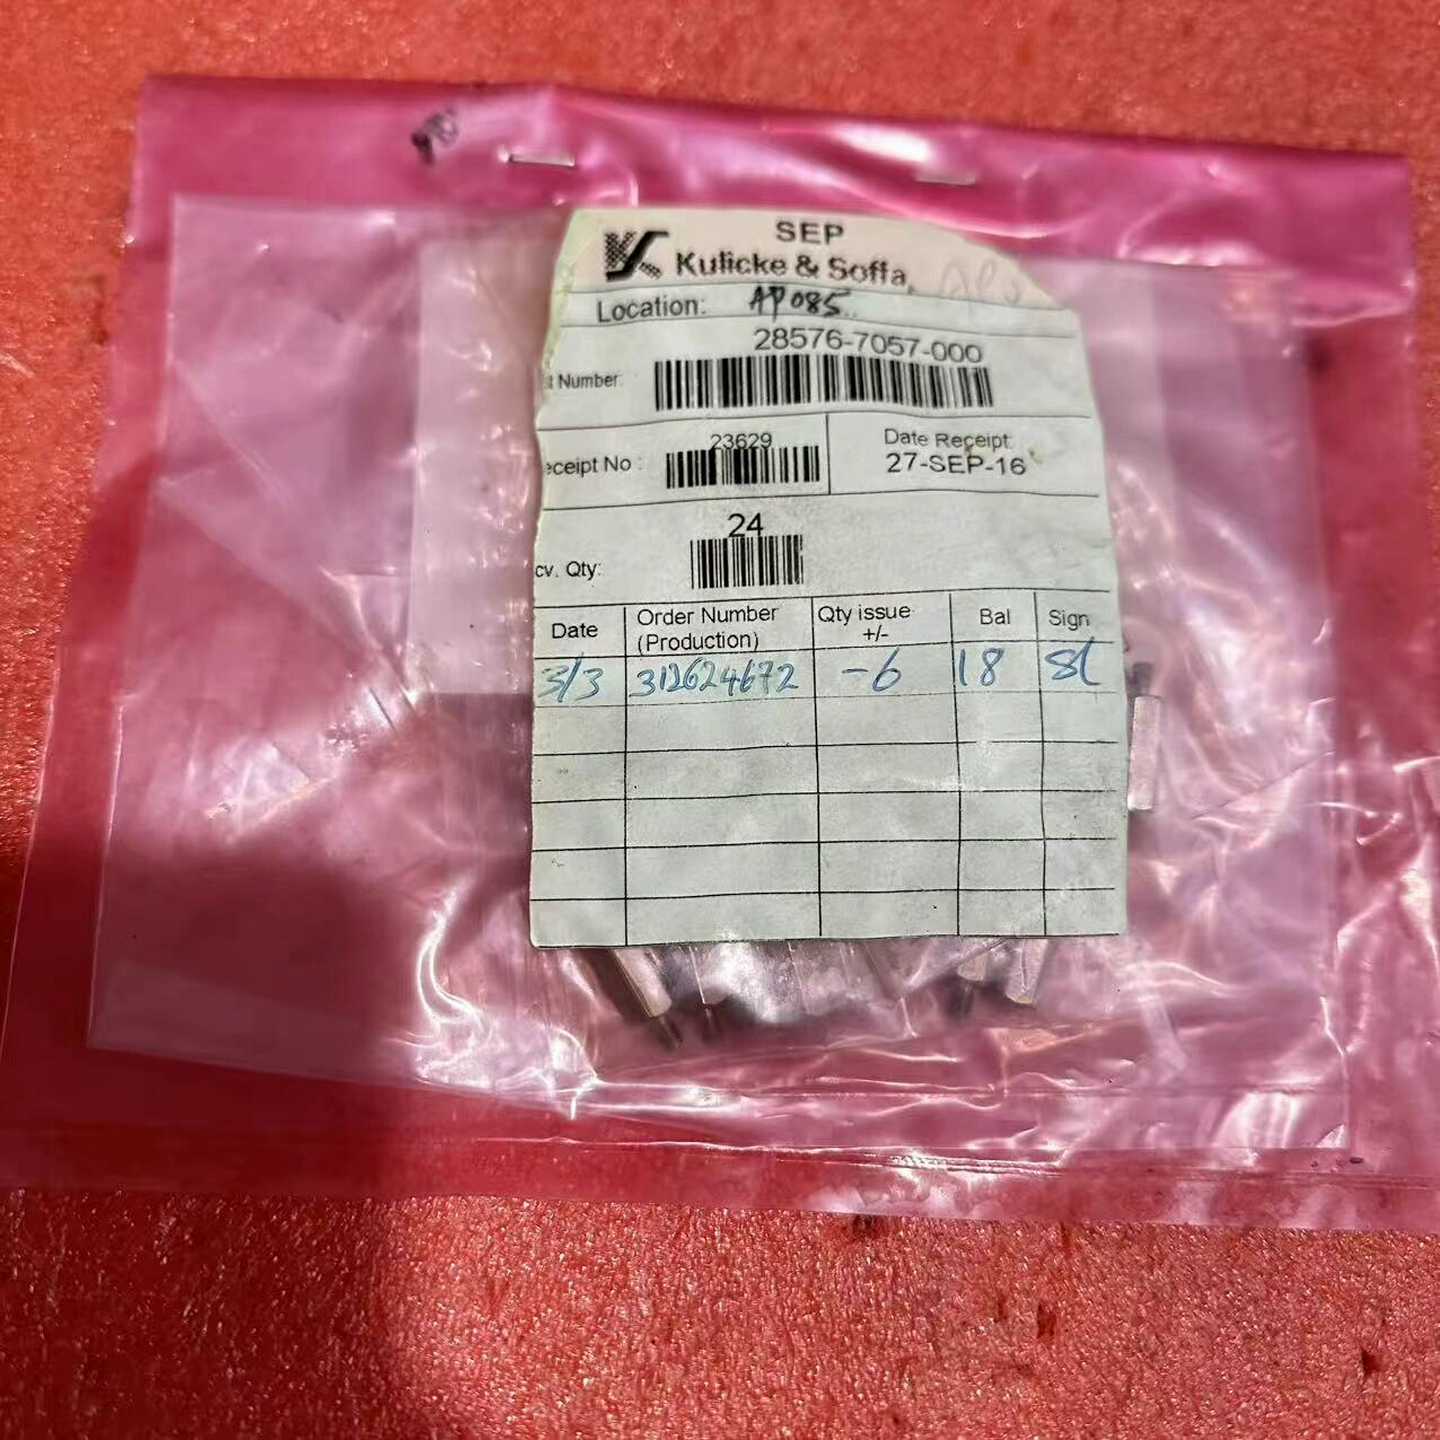 SEP
Kulicke & Soffa,
Location: AP085
28576-7057-000
t Number:
23629
eceipt No :
Date Receipt:
27-SEP-16
24
cv. Qty:
Date Order Number (Production) Qty issue +/- Bal Sign
3/3 312624672 -6 18